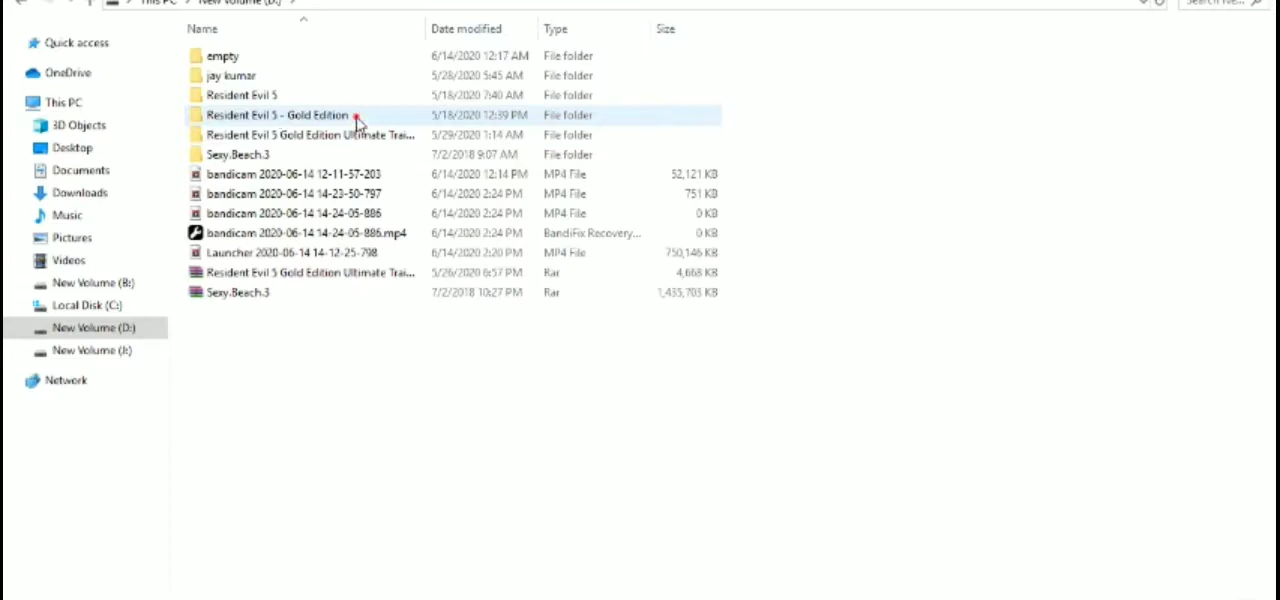 This PC New Volume (D:)
Name Date modified Type Size
Quick access
OneDrive
This PC
3D Objects
Desktop
Documents
Downloads
Music
Pictures
Videos
New Volume (B:)
Local Disk (C:)
New Volume (D:)
New Volume (J:)
Network
empty 6/14/2020 12:17 AM File folder
jay kumar 5/28/2020 5:45 AM File folder
Resident Evil 5 5/18/2020 7:40 AM File folder
Resident Evil 5 - Gold Edition 5/18/2020 12:39 PM File folder
Resident Evil 5 Gold Edition Ultimate Trai... 5/29/2020 1:14 AM File folder
Sexy.Beach.3 7/2/2018 9:07 AM File folder
bandicam 2020-06-14 12-11-57-203 6/14/2020 12:14 PM MP4 File 52,121 KB
bandicam 2020-06-14 14-23-50-797 6/14/2020 2:24 PM MP4 File 751 KB
bandicam 2020-06-14 14-24-05-886 6/14/2020 2:24 PM MP4 File 0 KB
bandicam 2020-06-14 14-24-05-886.mp4 6/14/2020 2:24 PM BandiFix Recovery... 0 KB
Launcher 2020-06-14 14-12-25-798 6/14/2020 2:20 PM MP4 File 750,146 KB
Resident Evil 5 Gold Edition Ultimate Trai... 5/26/2020 6:57 PM Rar 4,668 KB
Sexy.Beach.3 7/2/2018 10:27 PM Rar 1,435,703 KB